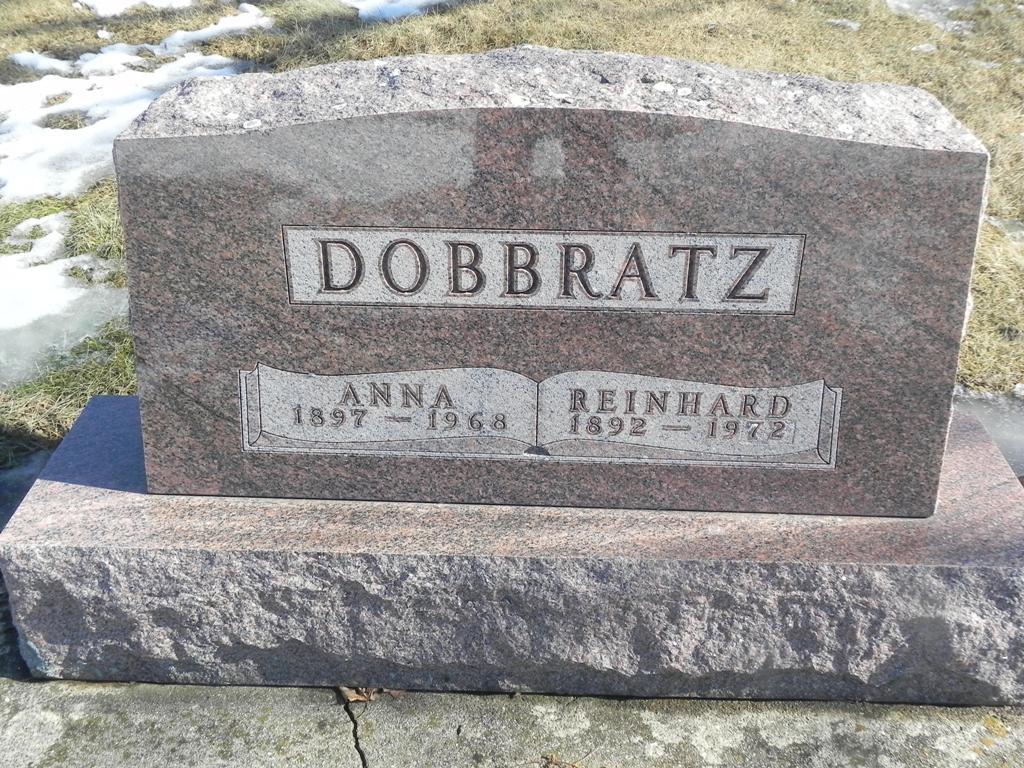 DOBBRATZ
ANNA
1897 — 1968
REINHARD
1892 — 1972